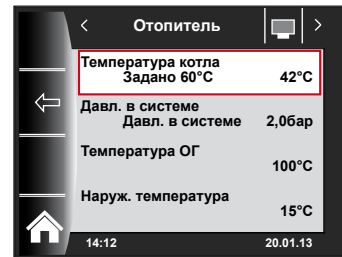 < Отопитель >
Температура котла
Задано 60°C 42°C
Давл. в системе
Давл. в системе 2,0бар
Температура ОГ
100°C
Наруж. температура
15°C
14:12 20.01.13